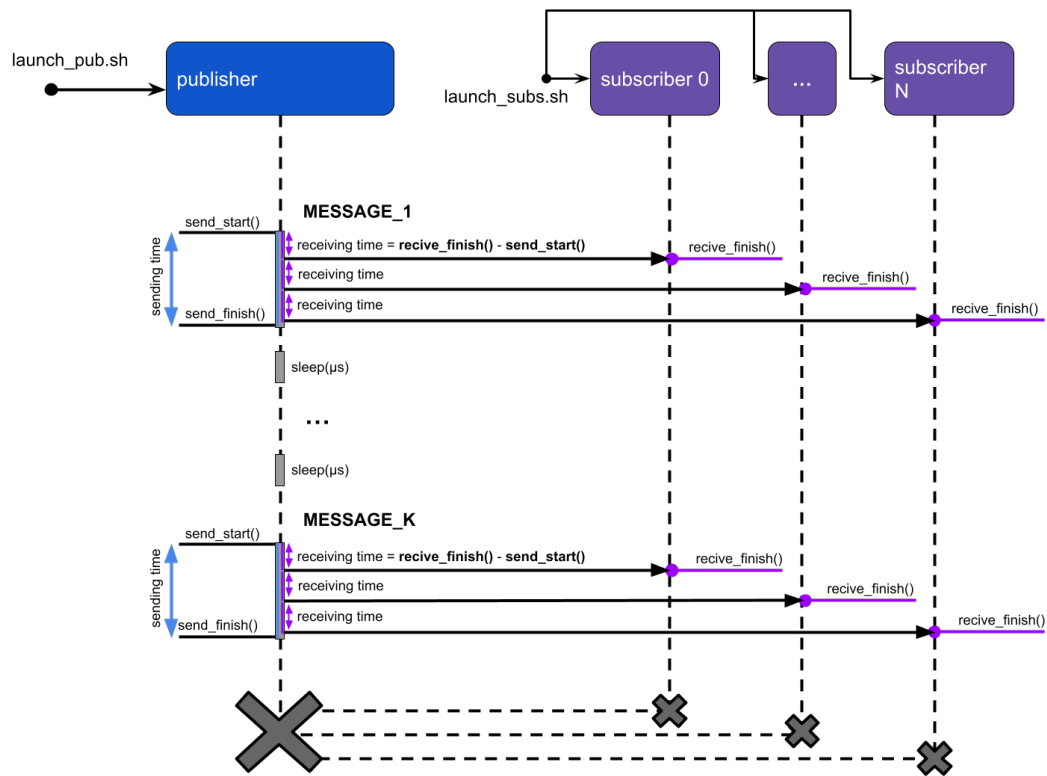 launch_pub.sh
publisher
launch_subs.sh
subscriber 0
...
subscriber
N
MESSAGE_1
send_start()
sending time
send_finish()
receiving time = recive_finish() - send_start()
recive_finish()
receiving time
recive_finish()
receiving time
recive_finish()
sleep(µs)
...
sleep(µs)
MESSAGE_K
send_start()
sending time
send_finish()
receiving time = recive_finish() - send_start()
recive_finish()
receiving time
recive_finish()
receiving time
recive_finish()